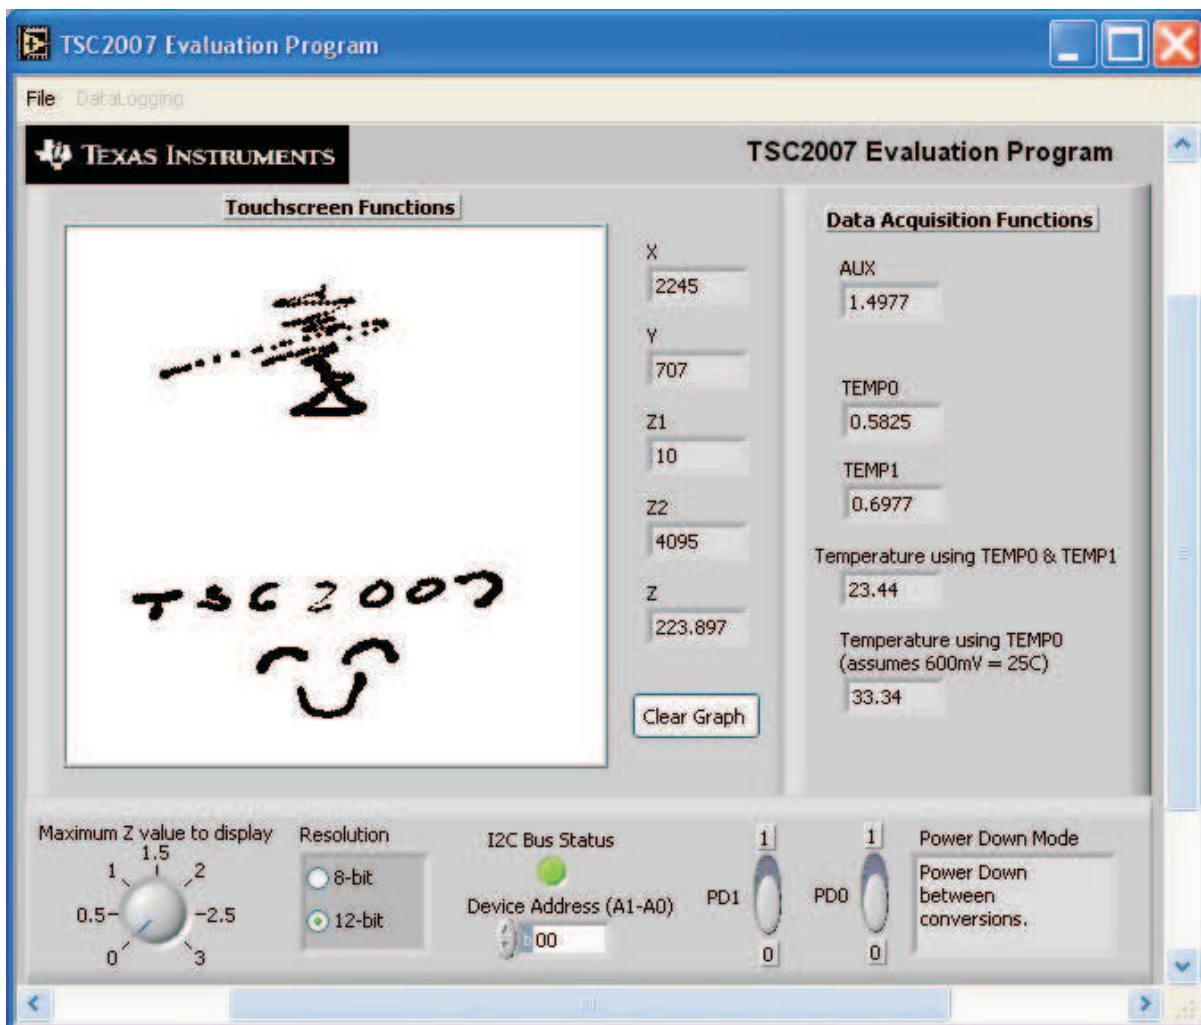 TSC2007 Evaluation Program
File DataLogging
TEXAS INSTRUMENTS
TSC2007 Evaluation Program
Touchscreen Functions
TSC2007
X
2245
Y
707
Z1
10
Z2
4095
Z
223.897
Clear Graph
Data Acquisition Functions
AUX
1.4977
TEMP0
0.5825
TEMP1
0.6977
Temperature using TEMP0 & TEMP1
23.44
Temperature using TEMP0
(assumes 600mV = 25C)
33.34
Maximum Z value to display
0 0.5 1 1.5 2 2.5 3
Resolution
8-bit
12-bit
I2C Bus Status
Device Address (A1-A0)
b 00
PD1
1
0
PD0
1
0
Power Down Mode
Power Down
between
conversions.